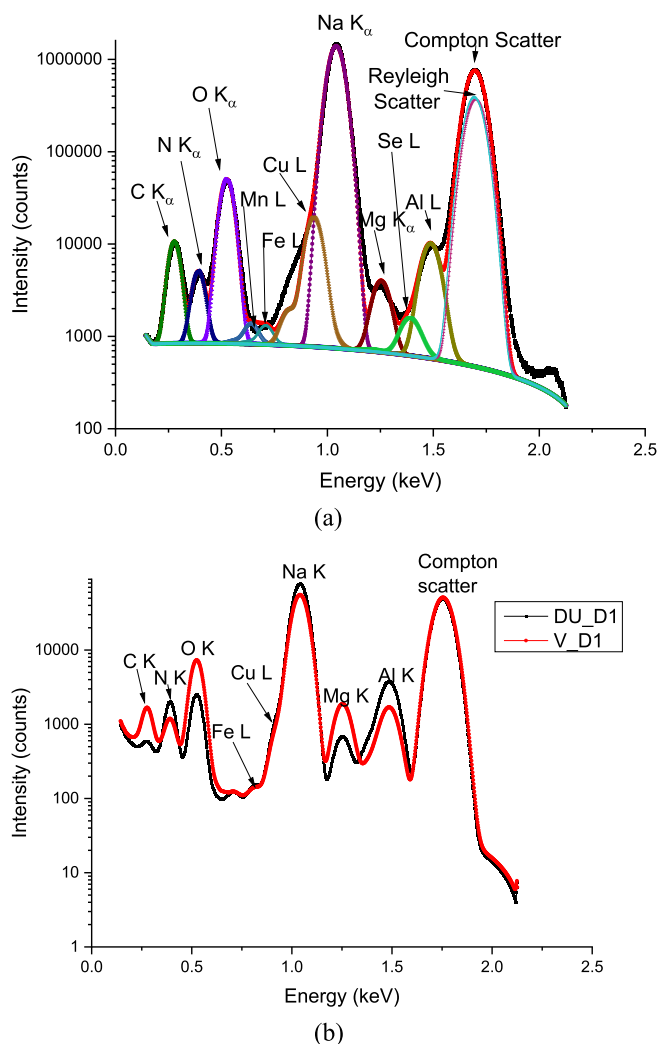 Na Kα
Compton Scatter
Reyleigh
Scatter
O Kα
N Kα
C Kα
Mn L
Fe L
Cu L
Mg Kα
Se L
Al L
1000000
100000
10000
1000
100
0.0 0.5 1.0 1.5 2.0 2.5
Intensity (counts)
Energy (keV)
(a)
Na K
Compton
scatter
DU_D1
V_D1
C K
N K
O K
Fe L
Cu L
Mg K
Al K
10000
1000
100
10
1
0.0 0.5 1.0 1.5 2.0 2.5
Intensity (counts)
Energy (keV)
(b)